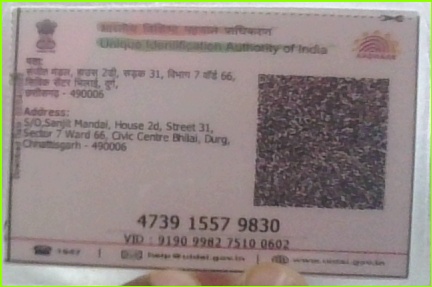 भारतीय विशिष्ट पहचान प्राधिकरण
Unique Identification Authority of India
AADHAAR
पता:
मंडल, हाउस 2डी, सड़क 31, विभाग 7 वॉर्ड 66,
सिविक सेंटर भिलाई, दुर्ग,
छत्तीसगढ़ - 490006
Address:
S/O,Sanjit Mandal, House 2d, Street 31,
Sector 7 Ward 66, Civic Centre Bhilai, Durg,
Chhattisgarh - 490006
4739 1557 9830
VID : 9190 9982 7510 0602
1947
help@uidai.gov.in
www.uidai.gov.in